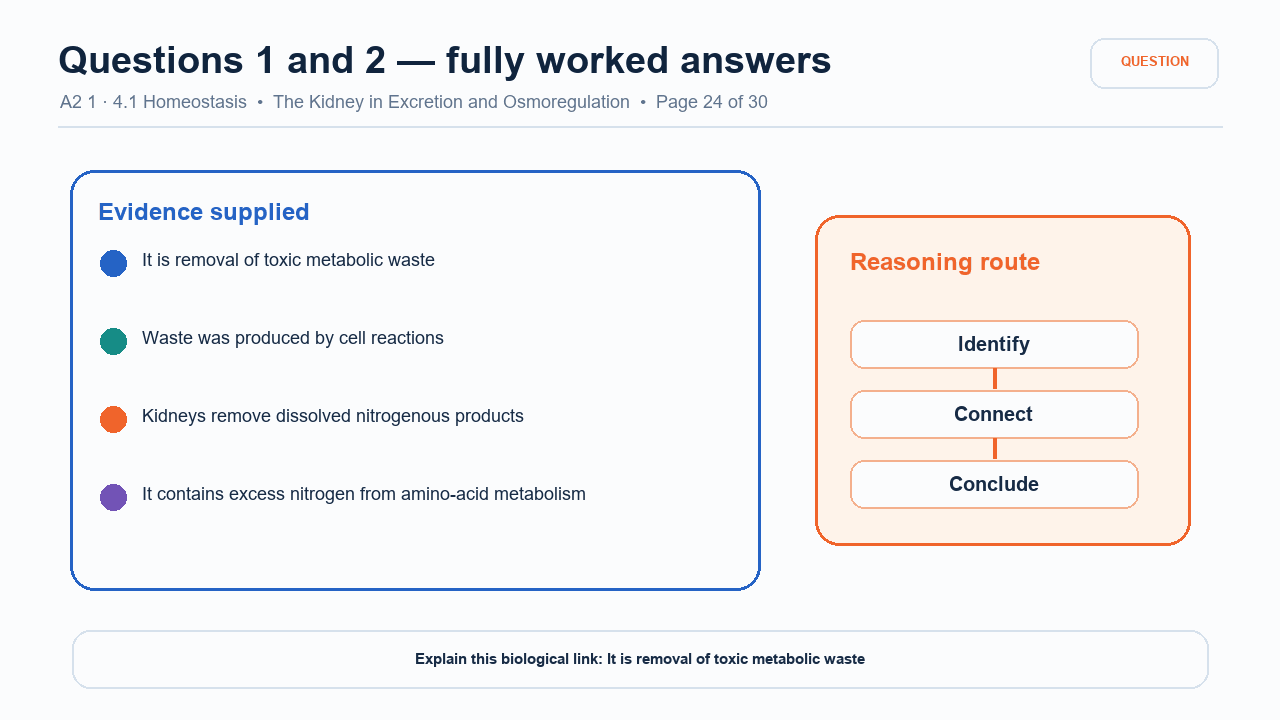 Questions 1 and 2 — fully worked answers
QUESTION
A2 1 · 4.1 Homeostasis • The Kidney in Excretion and Osmoregulation • Page 24 of 30
Evidence supplied
It is removal of toxic metabolic waste
Waste was produced by cell reactions
Kidneys remove dissolved nitrogenous products
It contains excess nitrogen from amino-acid metabolism
Reasoning route
Identify
Connect
Conclude
Explain this biological link: It is removal of toxic metabolic waste